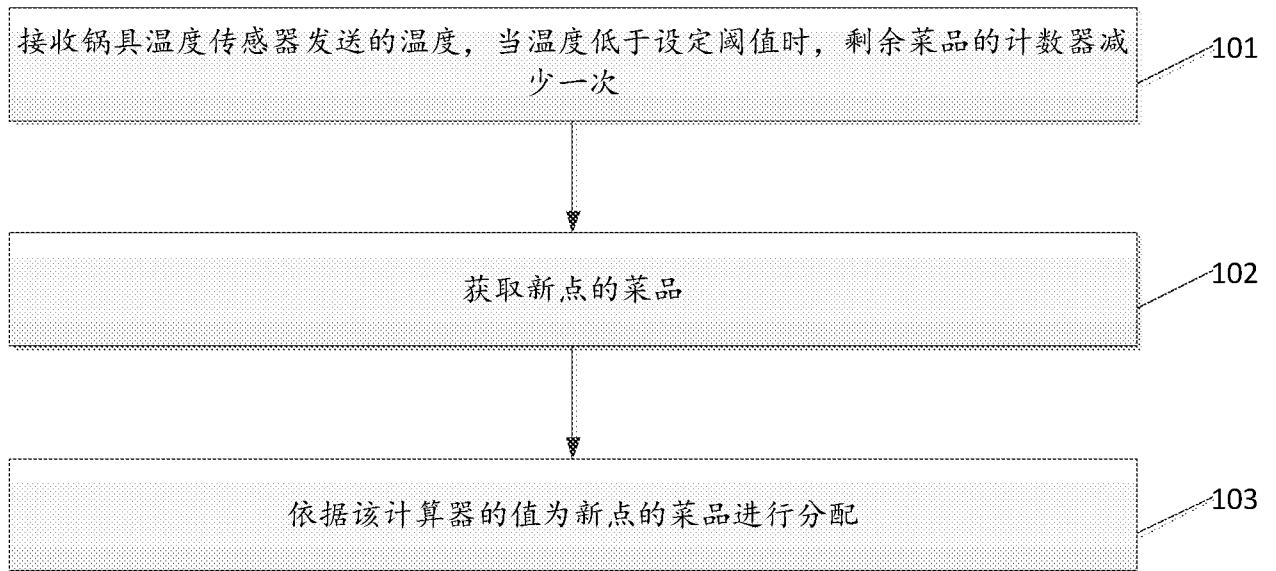 接收锅具温度传感器发送的温度，当温度低于设定阈值时，剩余菜品的计数器减
少一次
101
获取新点的菜品
102
依据该计算器的值为新点的菜品进行分配
103